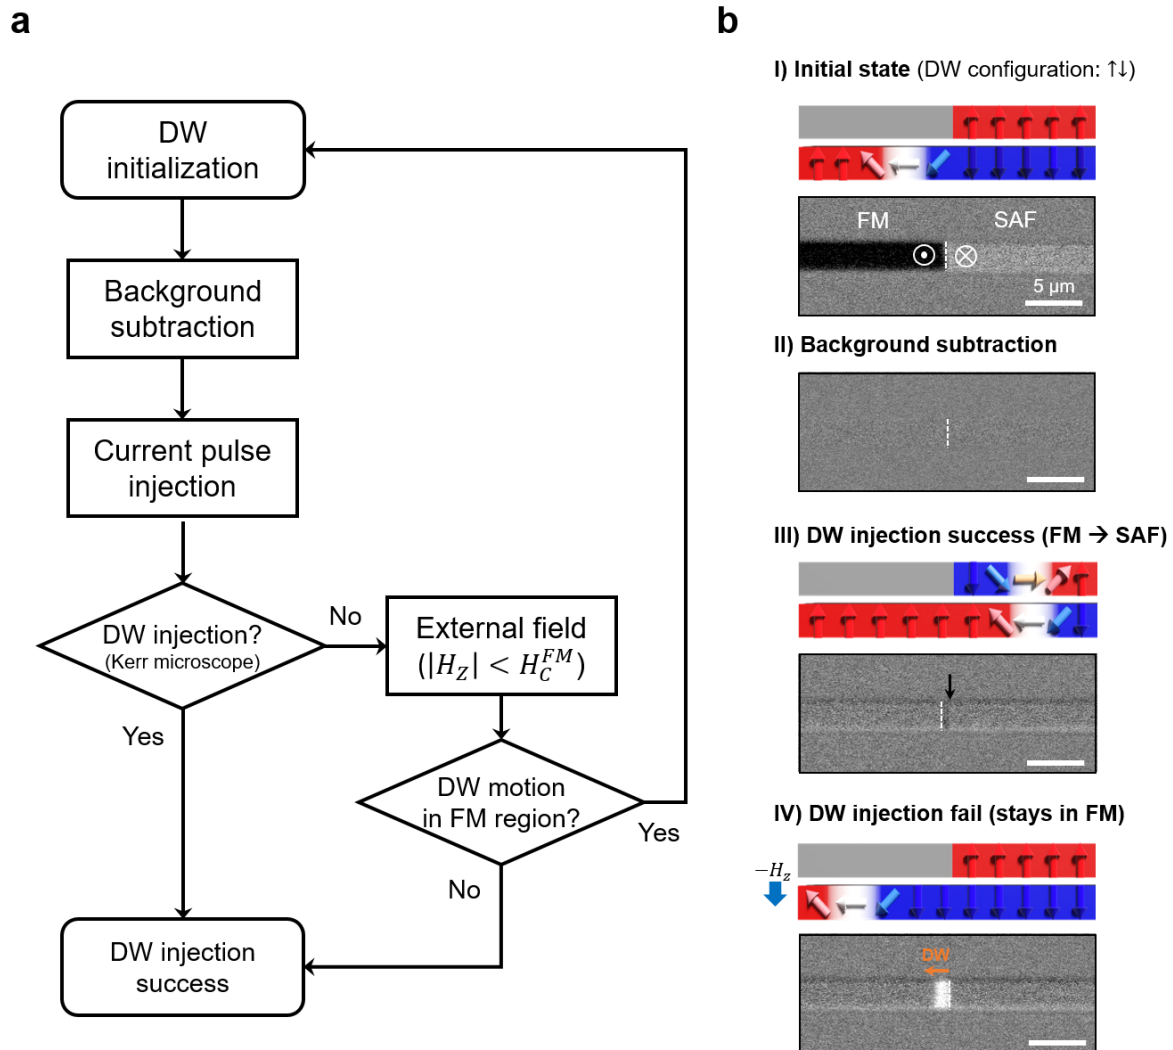 a
DW
initialization
Background
subtraction
Current pulse
injection
DW injection?
(Kerr microscope)
No
External field
(|H_Z| < H_C^{FM})
Yes
DW motion
in FM region?
Yes
No
DW injection
success
b
I) Initial state (DW configuration: ↑↓)
FM
SAF
5 µm
II) Background subtraction
III) DW injection success (FM → SAF)
IV) DW injection fail (stays in FM)
−H_z
DW